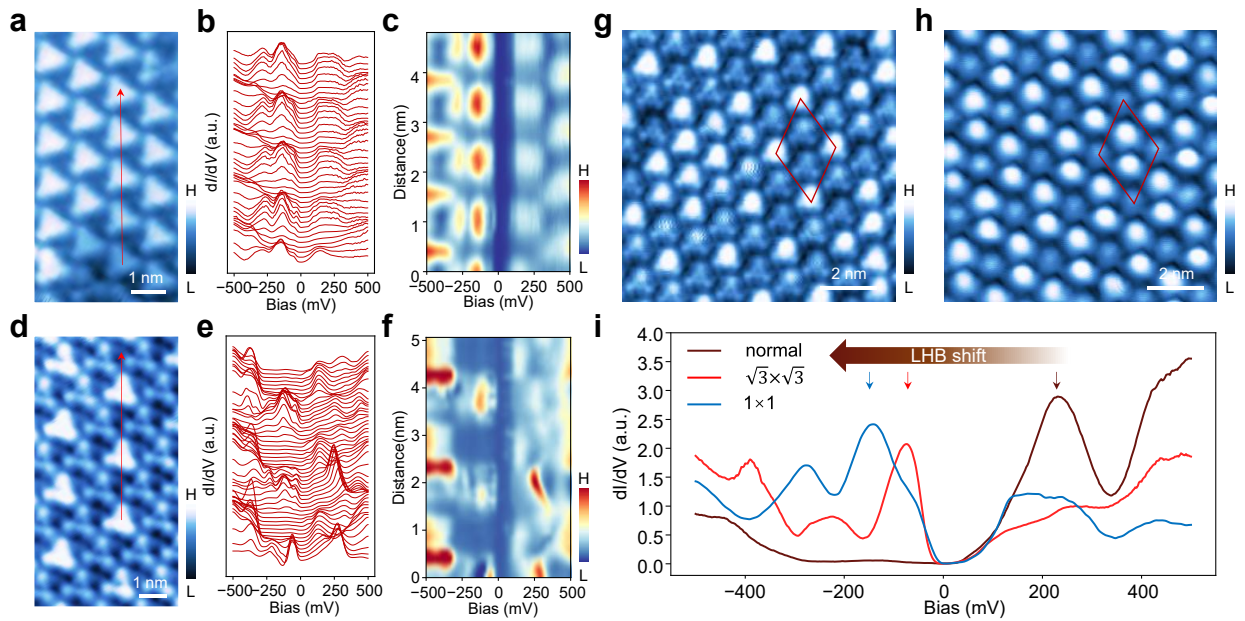 a
H
L
1 nm
b
dI/dV (a.u.)
−500 −250 0 250 500
Bias (mV)
c
Distance(nm)
4
3
2
1
0
−500 −250 0 250 500
Bias (mV)
H
L
d
H
L
1 nm
e
dI/dV (a.u.)
−500 −250 0 250 500
Bias (mV)
f
Distance(nm)
5
4
3
2
1
0
−500 −250 0 250 500
Bias (mV)
H
L
g
2 nm
H
L
h
2 nm
H
L
i
dI/dV (a.u.)
4.0
3.5
3.0
2.5
2.0
1.5
1.0
0.5
0.0
normal
√3×√3
1×1
LHB shift
−400 −200 0 200 400
Bias (mV)